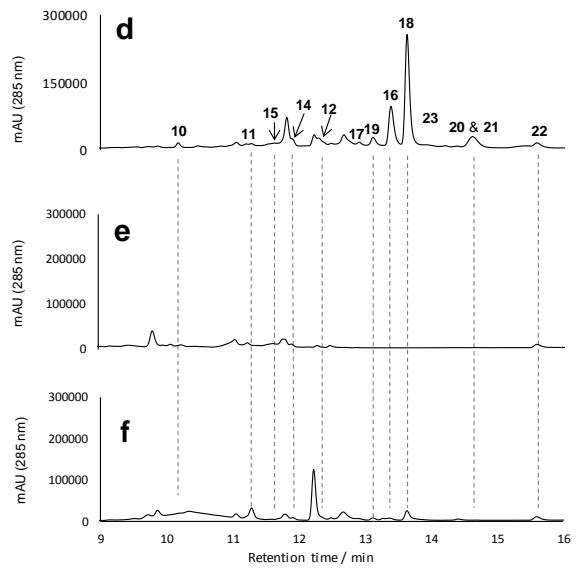 d
18
300000
150000
0
mAU (285 nm)
10
11
15
14
12
17
19
16
23
20 & 21
22
e
300000
200000
100000
0
mAU (285 nm)
f
300000
200000
100000
0
mAU (285 nm)
9 10 11 12 13 14 15 16
Retention time / min